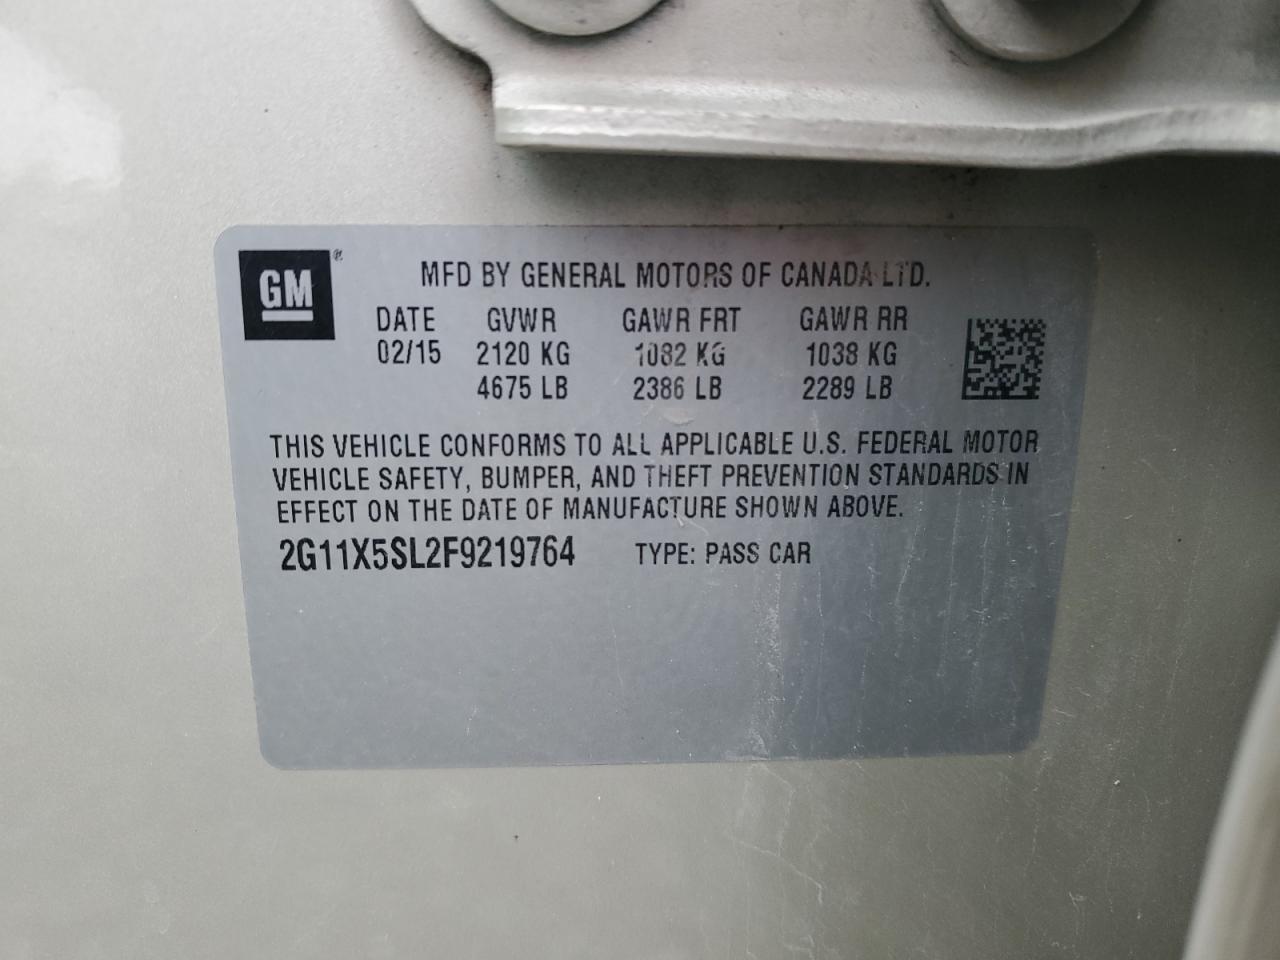 GM ®
MFD BY GENERAL MOTORS OF CANADA LTD.
DATE GVWR GAWR FRT GAWR RR
02/15 2120 KG 1082 KG 1038 KG
4675 LB 2386 LB 2289 LB
THIS VEHICLE CONFORMS TO ALL APPLICABLE U.S. FEDERAL MOTOR
VEHICLE SAFETY, BUMPER, AND THEFT PREVENTION STANDARDS IN
EFFECT ON THE DATE OF MANUFACTURE SHOWN ABOVE.
2G11X5SL2F9219764 TYPE: PASS CAR